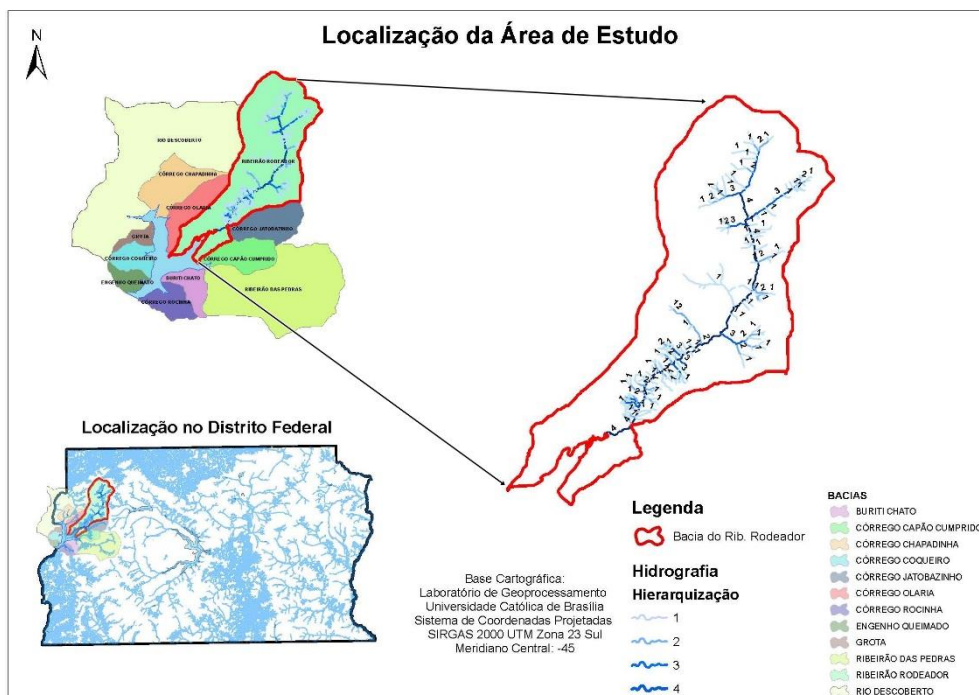 Localização da Área de Estudo
N
RIO DESCOBERTO
CÓRREGO CHAPADINHA
RIBEIRÃO RODEADOR
CÓRREGO OLARIA
CÓRREGO JATOBAZINHO
GROTA
CÓRREGO COQUEIRO
CÓRREGO CAPÃO CUMPRIDO
ENGENHO QUEIMADO
BURITI CHATO
RIBEIRÃO DAS PEDRAS
CÓRREGO ROCINHA
Localização no Distrito Federal
Base Cartográfica:
Laboratório de Geoprocessamento
Universidade Católica de Brasília
Sistema de Coordenadas Projetadas
SIRGAS 2000 UTM Zona 23 Sul
Meridiano Central: -45
Legenda
Bacia do Rib. Rodeador
Hidrografia
Hierarquização
1
2
3
4
BACIAS
BURITI CHATO
CÓRREGO CAPÃO CUMPRIDO
CÓRREGO CHAPADINHA
CÓRREGO COQUEIRO
CÓRREGO JATOBAZINHO
CÓRREGO OLARIA
CÓRREGO ROCINHA
ENGENHO QUEIMADO
GROTA
RIBEIRÃO DAS PEDRAS
RIBEIRÃO RODEADOR
RIO DESCOBERTO